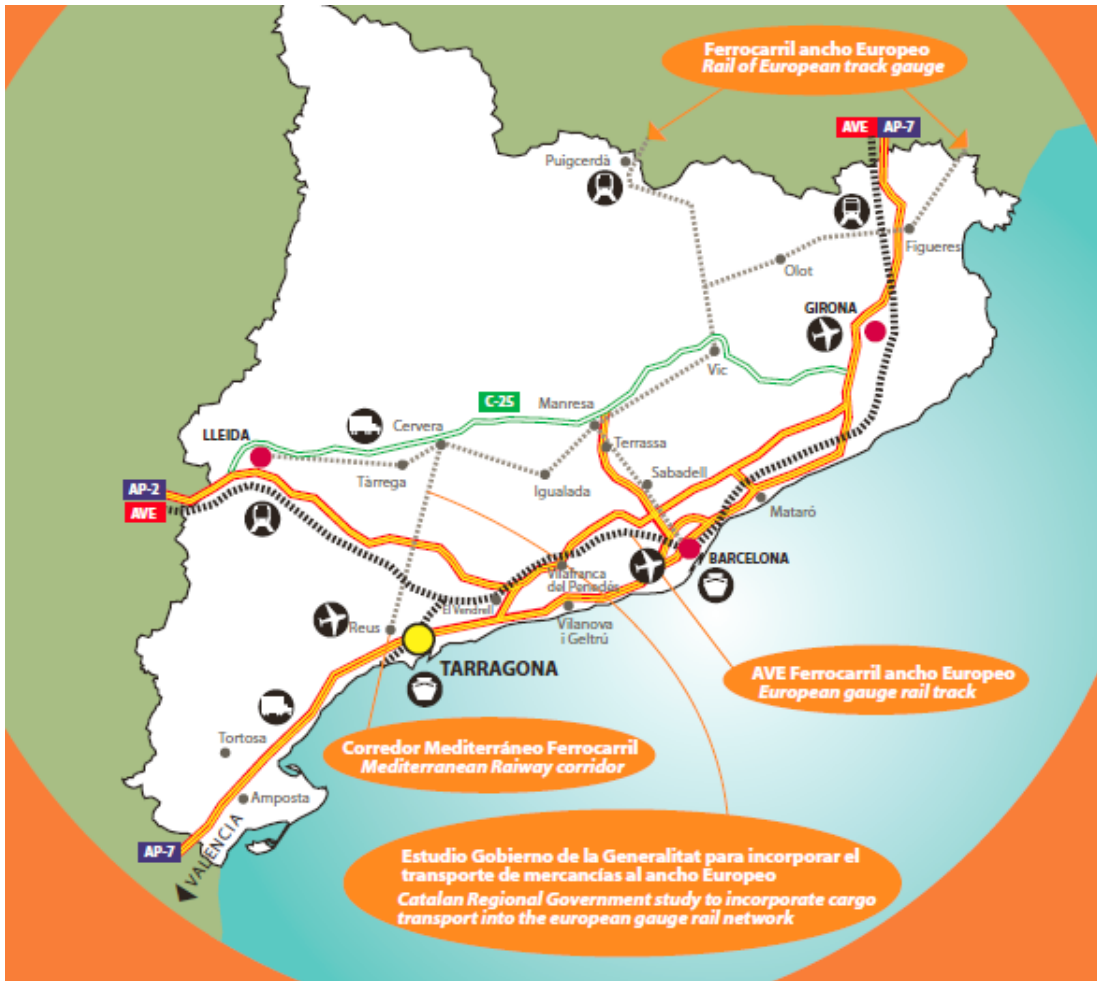 Ferrocarril ancho Europeo
Rail of European track gauge
AVE
AP-7
Puigcerdà
Figueres
Olot
GIRONA
Vic
C-25
Manresa
Cervera
LLEIDA
Terrassa
Sabadell
Tàrrega
Igualada
AP-2
AVE
Mataró
BARCELONA
Vilafranca
del Penedés
El Vendrell
Vilanova
i Geltrú
Reus
TARRAGONA
AVE Ferrocarril ancho Europeo
European gauge rail track
Tortosa
Corredor Mediterráneo Ferrocarril
Mediterranean Raiway corridor
Amposta
AP-7
VALÈNCIA
Estudio Gobierno de la Generalitat para incorporar el
transporte de mercancías al ancho Europeo
Catalan Regional Government study to incorporate cargo
transport into the european gauge rail network